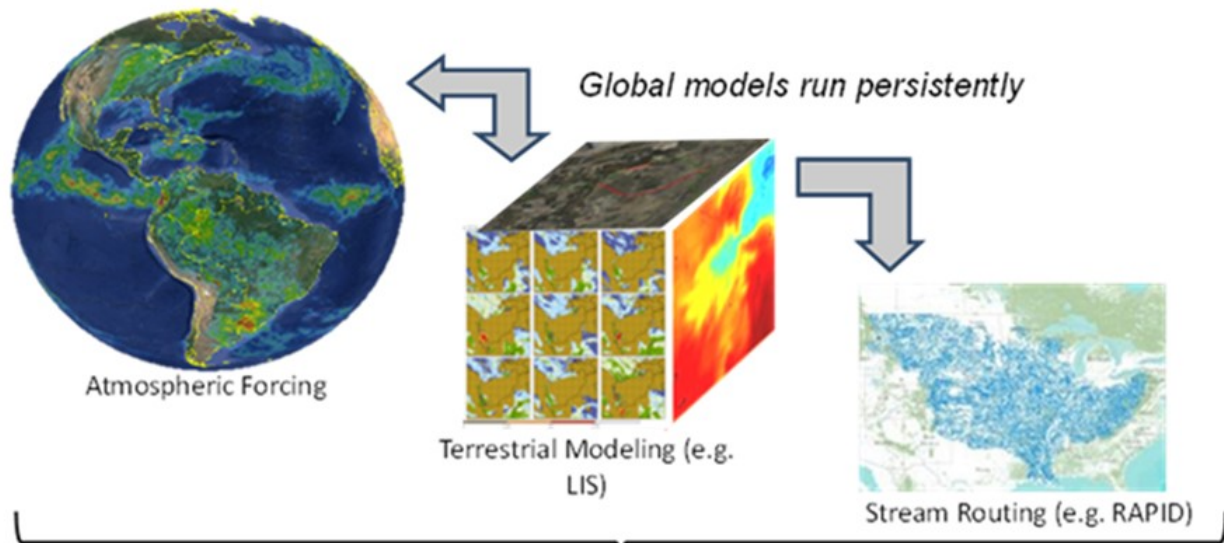 Global models run persistently
Atmospheric Forcing
Terrestrial Modeling (e.g.
LIS)
Stream Routing (e.g. RAPID)